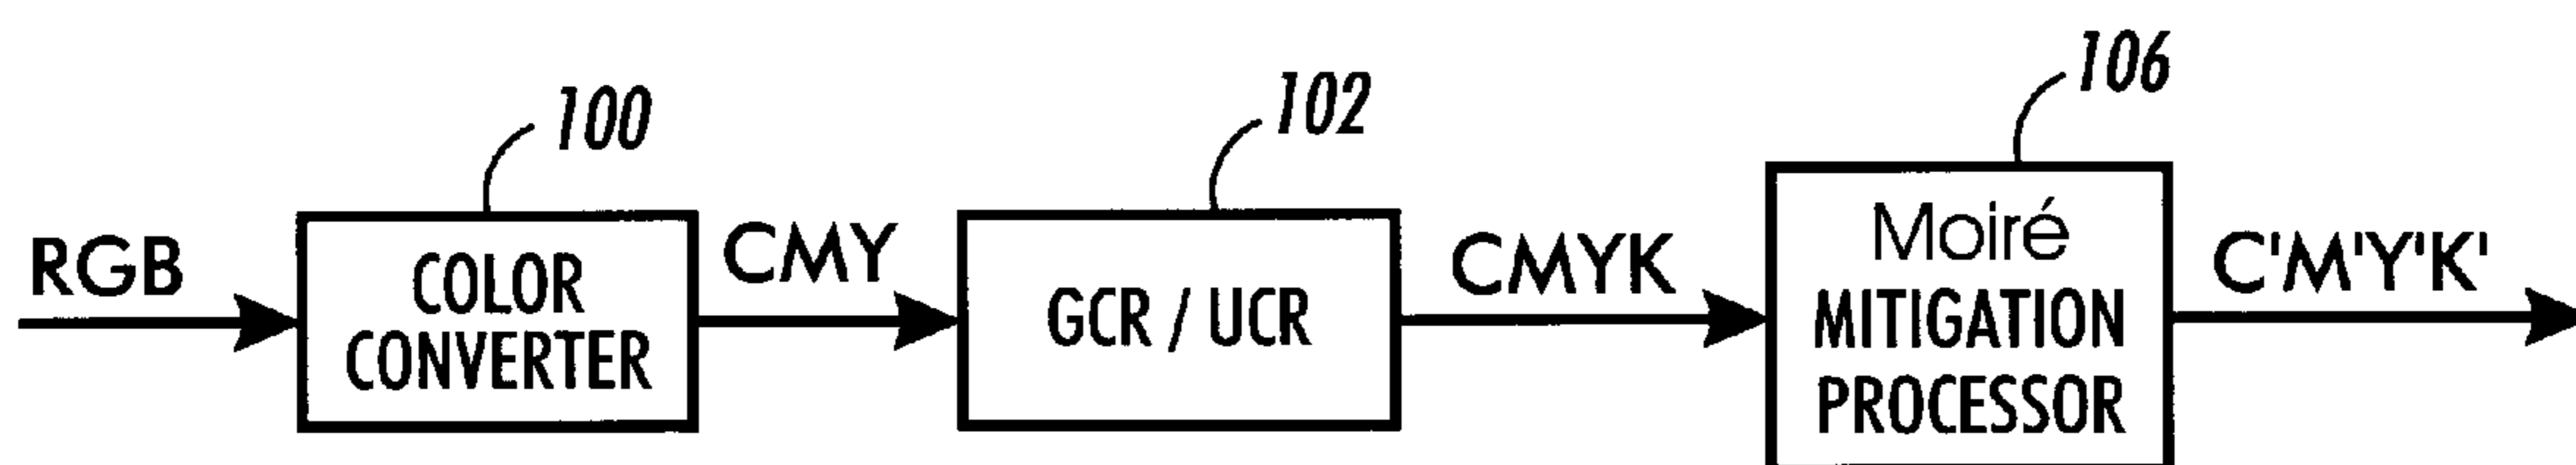 100
102
106
RGB
COLOR
CONVERTER
CMY
GCR / UCR
CMYK
Moiré
MITIGATION
PROCESSOR
C'M'Y'K'